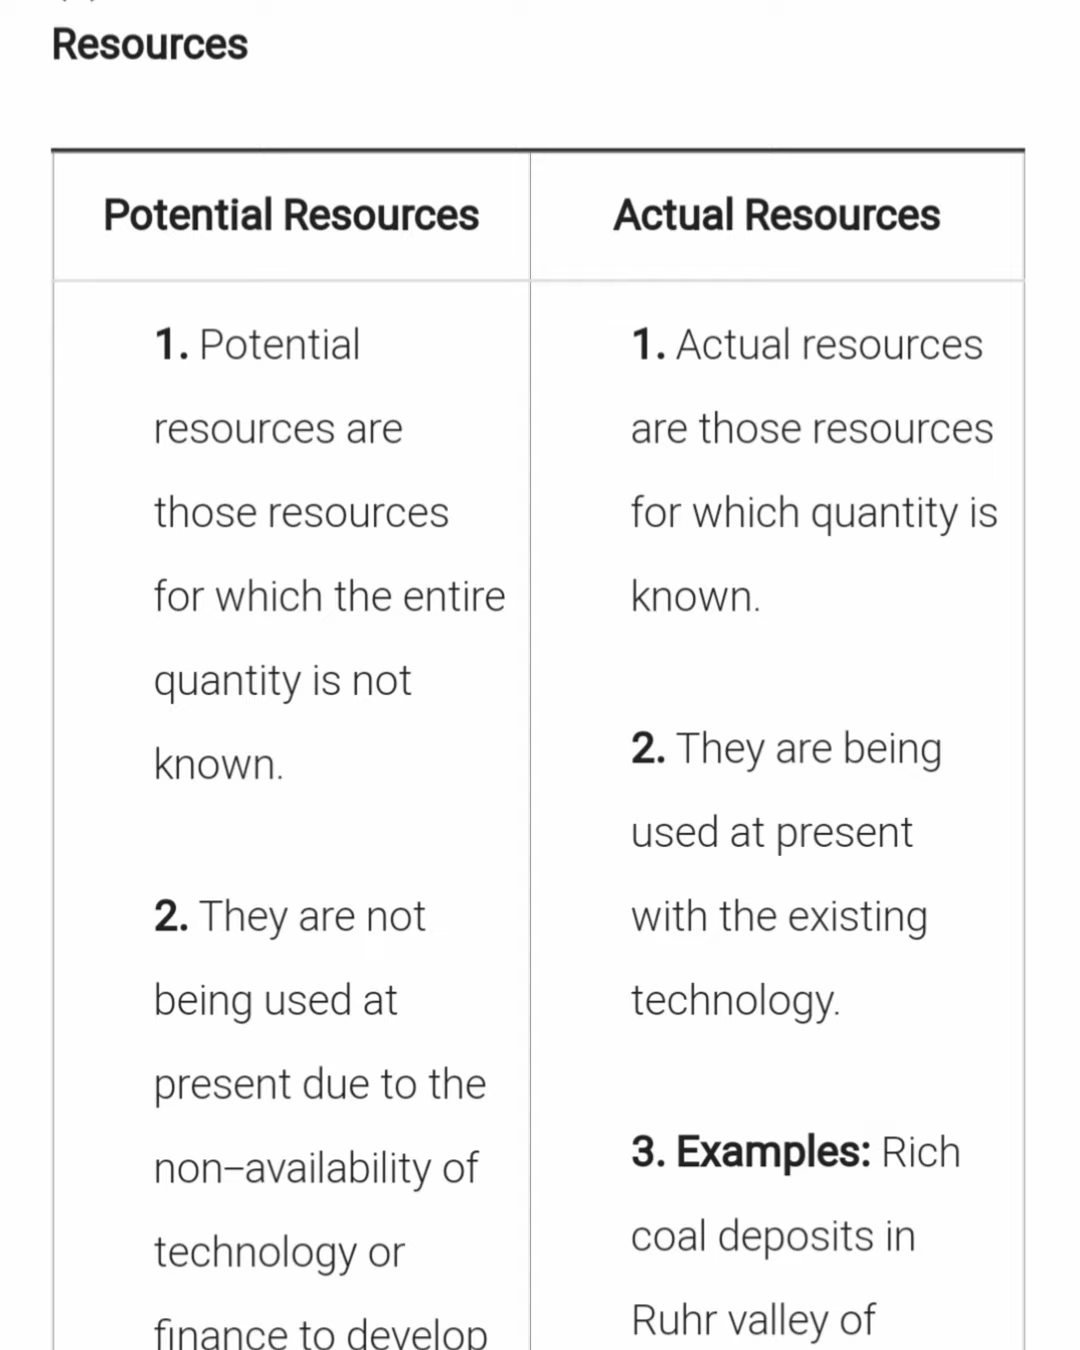 Resources
Potential Resources
Actual Resources
1. Potential
resources are
those resources
for which the entire
quantity is not
known.
2. They are not
being used at
present due to the
non–availability of
technology or
finance to develop
1. Actual resources
are those resources
for which quantity is
known.
2. They are being
used at present
with the existing
technology.
3. Examples: Rich
coal deposits in
Ruhr valley of